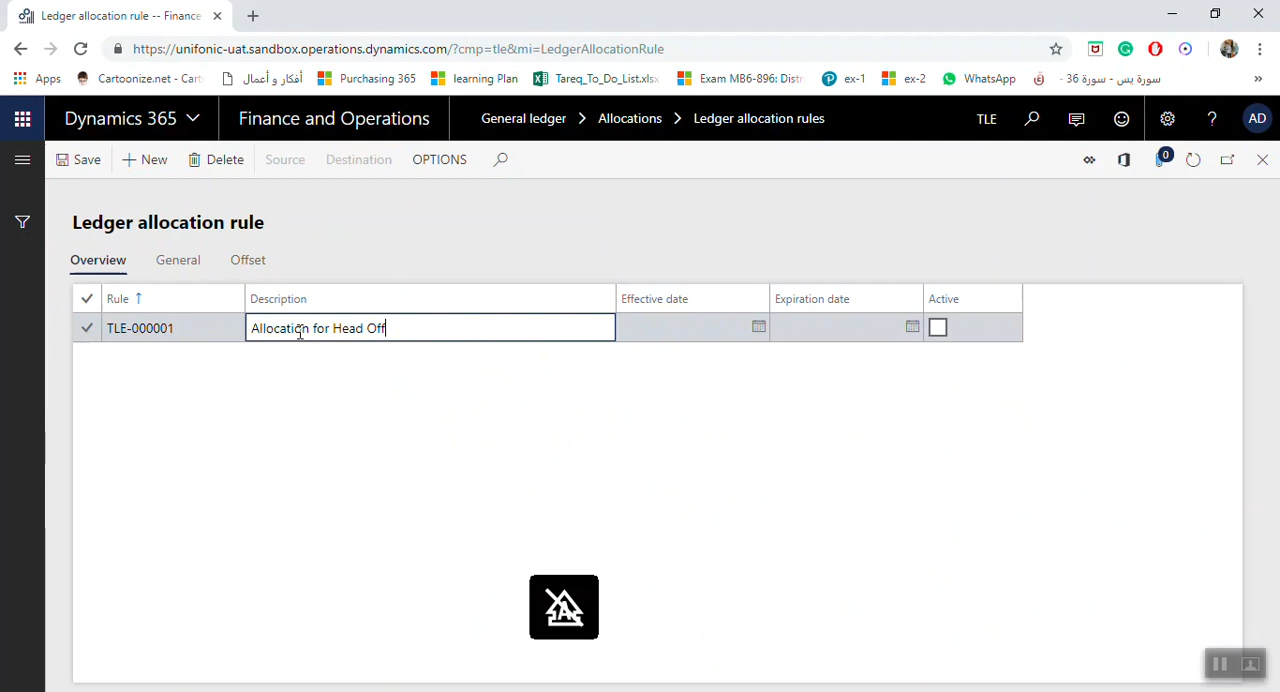 Ledger allocation rule -- Finance
https://unifonic-uat.sandbox.operations.dynamics.com/?cmp=tle&mi=LedgerAllocationRule
Apps
Cartoonize.net - Cart
أفكار و أعمال
Purchasing 365
learning Plan
Tareq_To_Do_List.xlsx
Exam MB6-896: Distr
ex-1
ex-2
WhatsApp
سورة يس - سورة 36 -
»
Dynamics 365
Finance and Operations
General ledger > Allocations > Ledger allocation rules
TLE
?
AD
Save
+ New
Delete
Source
Destination
OPTIONS
0
Ledger allocation rule
Overview
General
Offset
Rule ↑
Description
Effective date
Expiration date
Active
TLE-000001
Allocation for Head Off
A